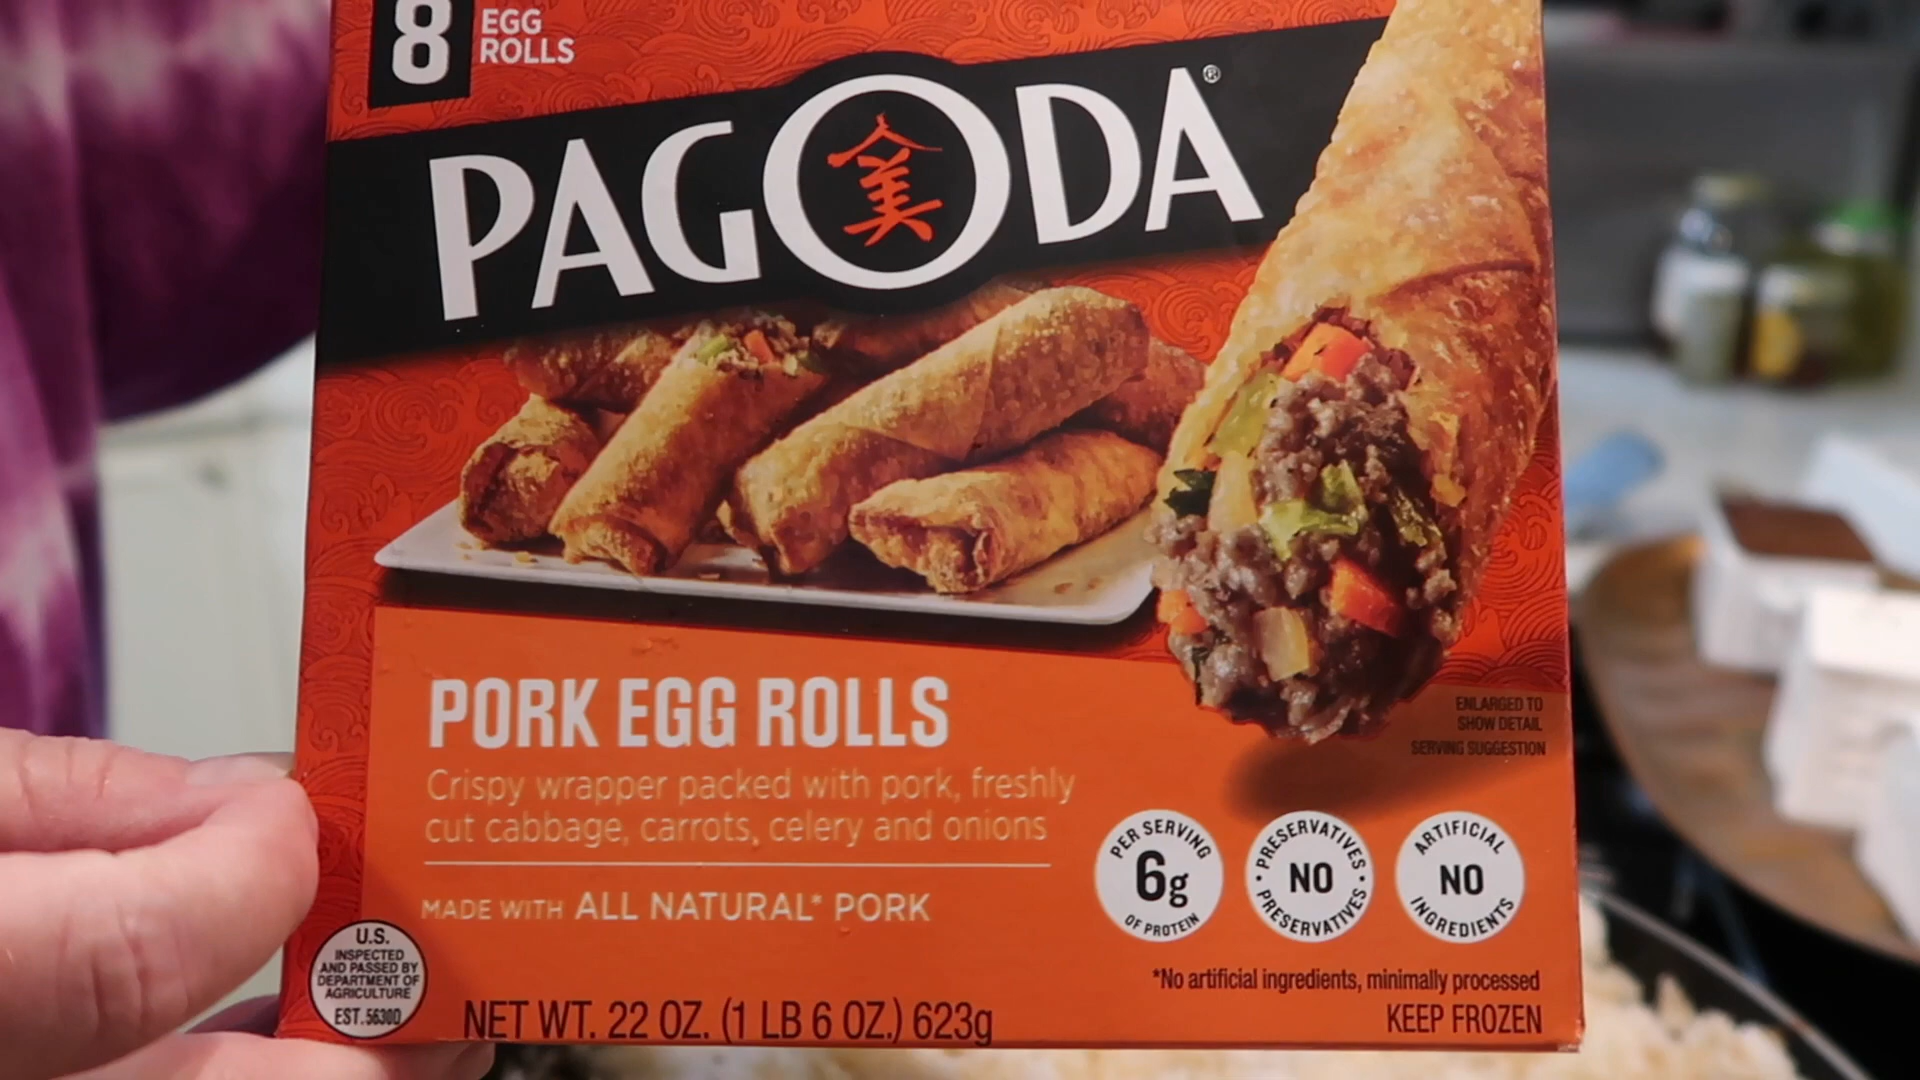 8
EGG
ROLLS
PAGODA®
PORK EGG ROLLS
Crispy wrapper packed with pork, freshly
cut cabbage, carrots, celery and onions
MADE WITH ALL NATURAL* PORK
ENLARGED TO
SHOW DETAIL
SERVING SUGGESTION
PER SERVING
6g
OF PROTEIN
PRESERVATIVES
NO
PRESERVATIVES
ARTIFICIAL
NO
INGREDIENTS
U.S.
INSPECTED
AND PASSED BY
DEPARTMENT OF
AGRICULTURE
EST. 5630D
*No artificial ingredients, minimally processed
KEEP FROZEN
NET WT. 22 OZ. (1 LB 6 OZ.) 623g